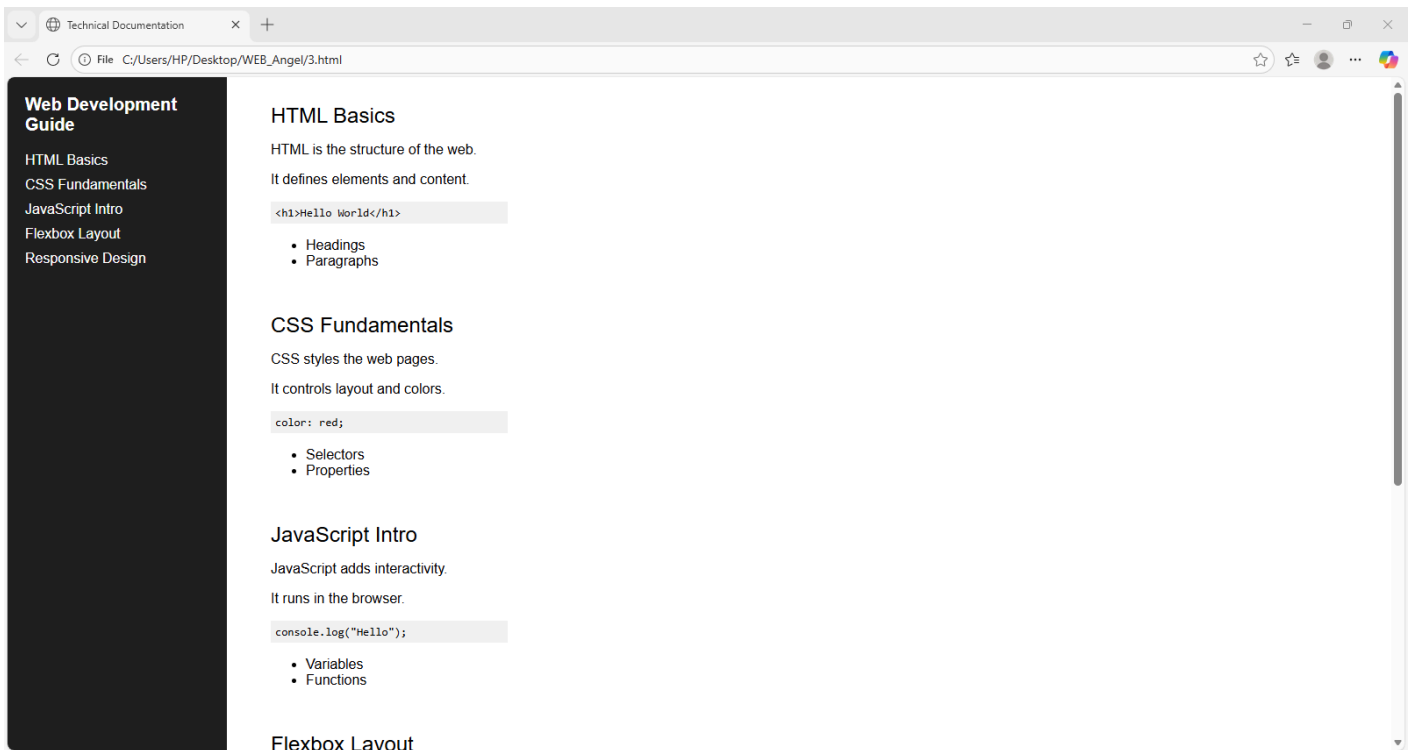 Technical Documentation
File C:/Users/HP/Desktop/WEB_Angel/3.html
Web Development
Guide
HTML Basics
CSS Fundamentals
JavaScript Intro
Flexbox Layout
Responsive Design
HTML Basics
HTML is the structure of the web.
It defines elements and content.
<h1>Hello World</h1>
• Headings
• Paragraphs
CSS Fundamentals
CSS styles the web pages.
It controls layout and colors.
color: red;
• Selectors
• Properties
JavaScript Intro
JavaScript adds interactivity.
It runs in the browser.
console.log("Hello");
• Variables
• Functions
Flexbox Layout